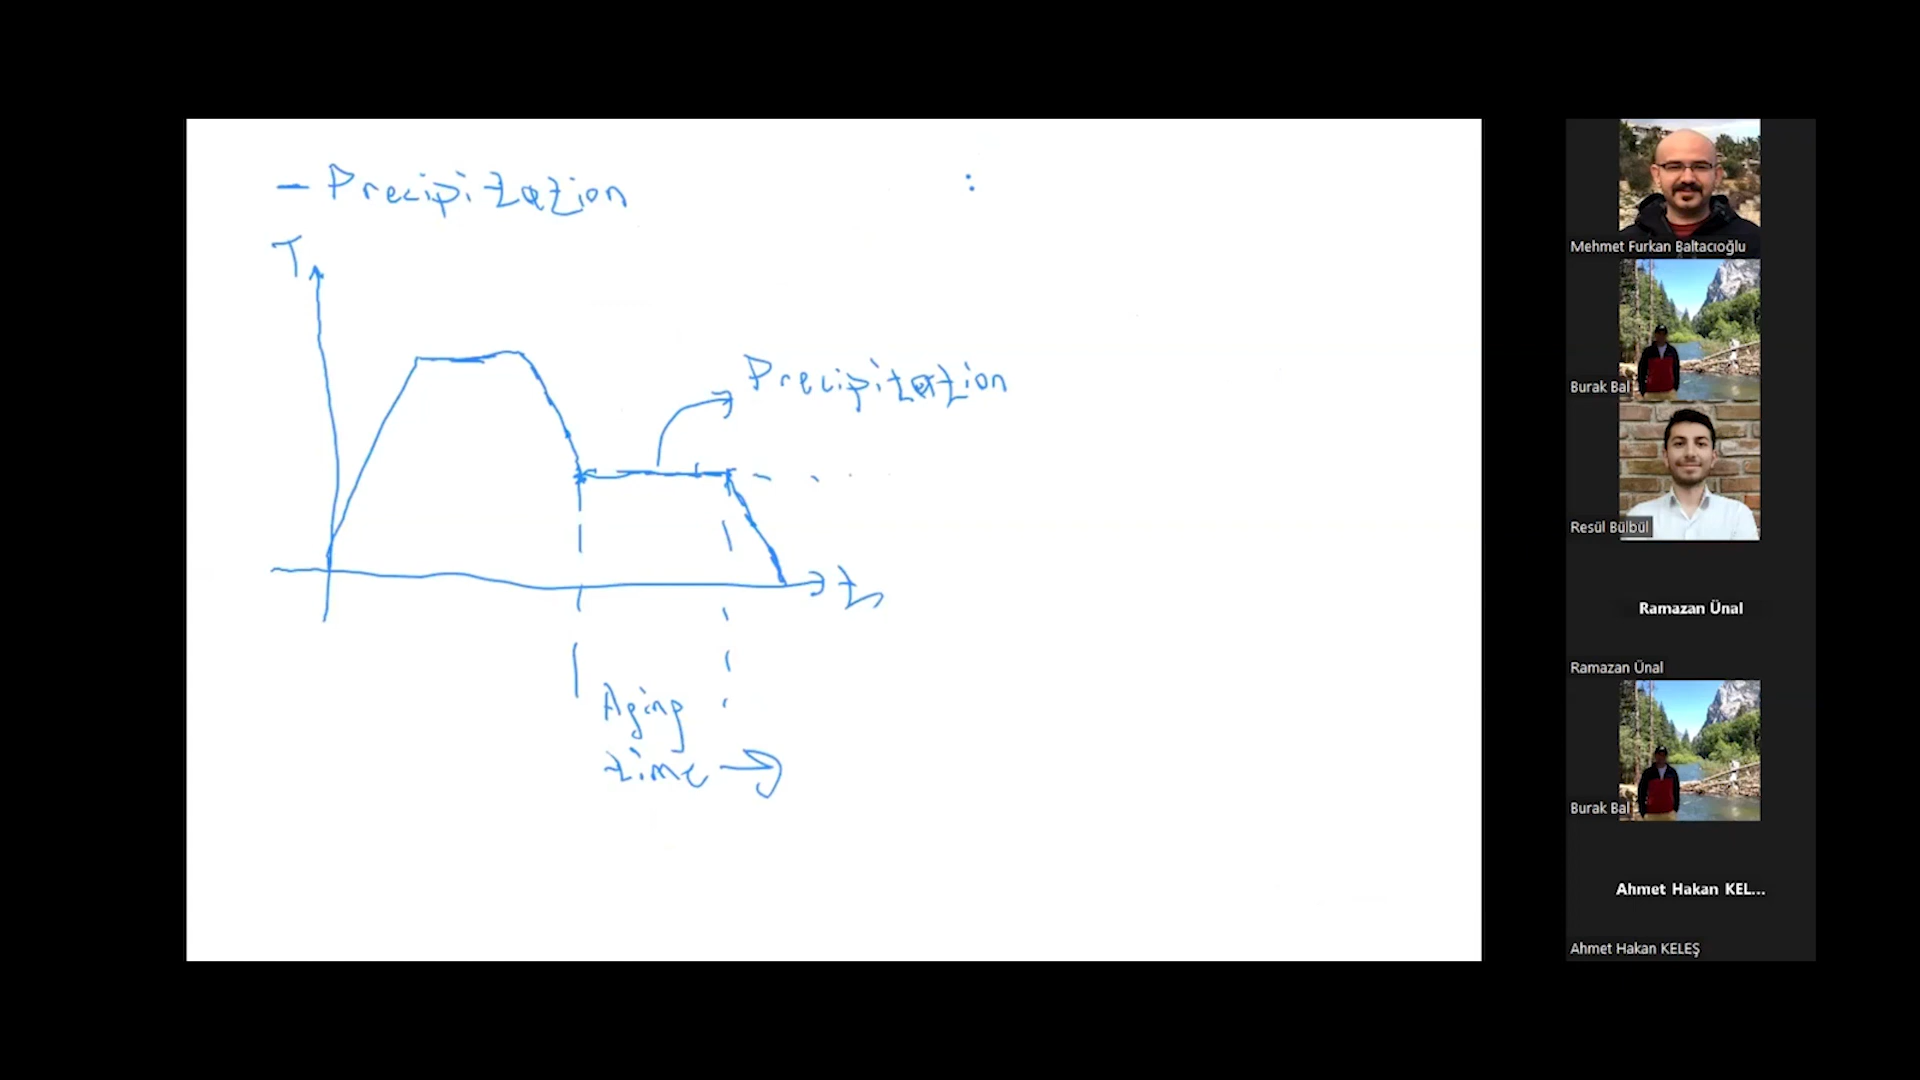 - Precipitation
T
Precipitation
t
Aging
time
Mehmet Furkan Baltacıoğlu
Burak Bal
Resül Bülbül
Ramazan Ünal
Ramazan Ünal
Burak Bal
Ahmet Hakan KEL...
Ahmet Hakan KELEŞ